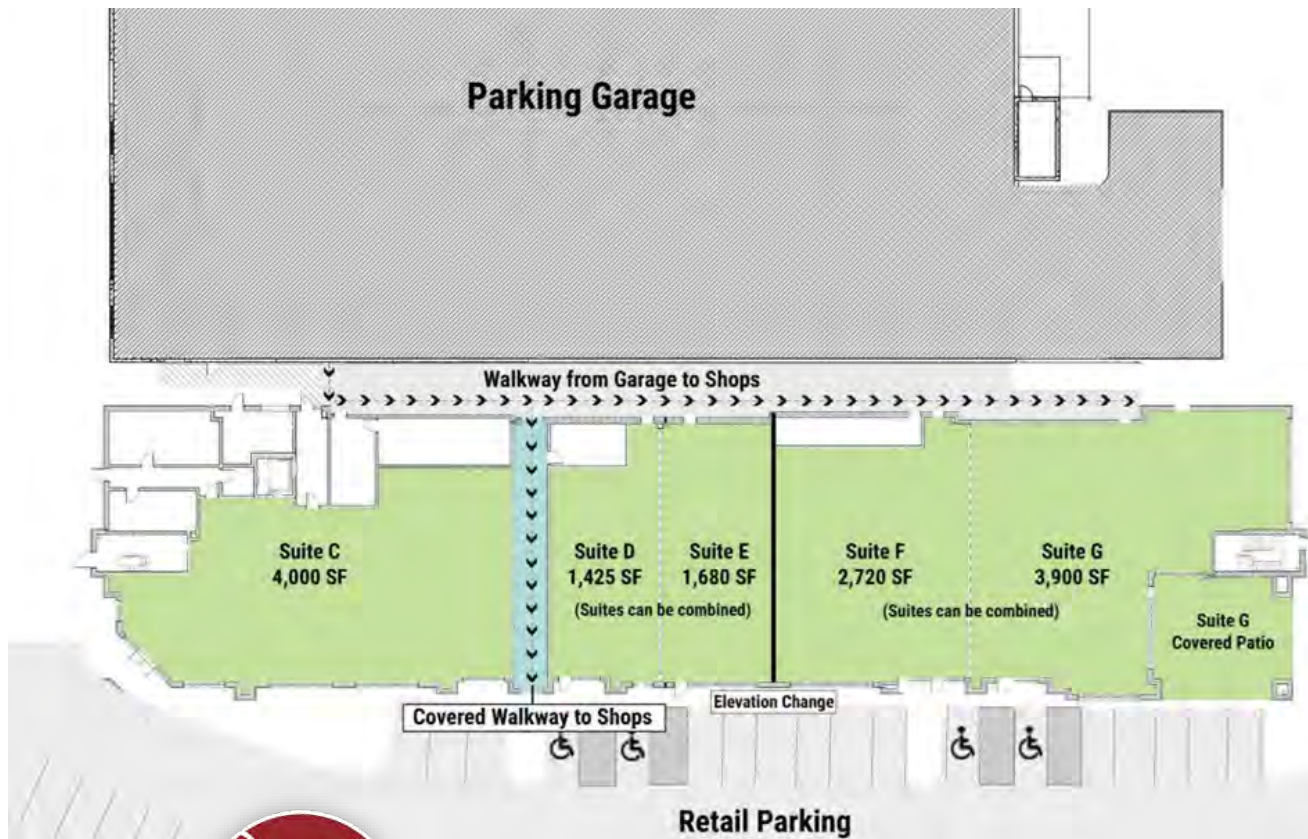 Parking Garage
Walkway from Garage to Shops
Suite C
4,000 SF
Suite D
1,425 SF
Suite E
1,680 SF
(Suites can be combined)
Suite F
2,720 SF
Suite G
3,900 SF
(Suites can be combined)
Suite G
Covered Patio
Elevation Change
Covered Walkway to Shops
Retail Parking